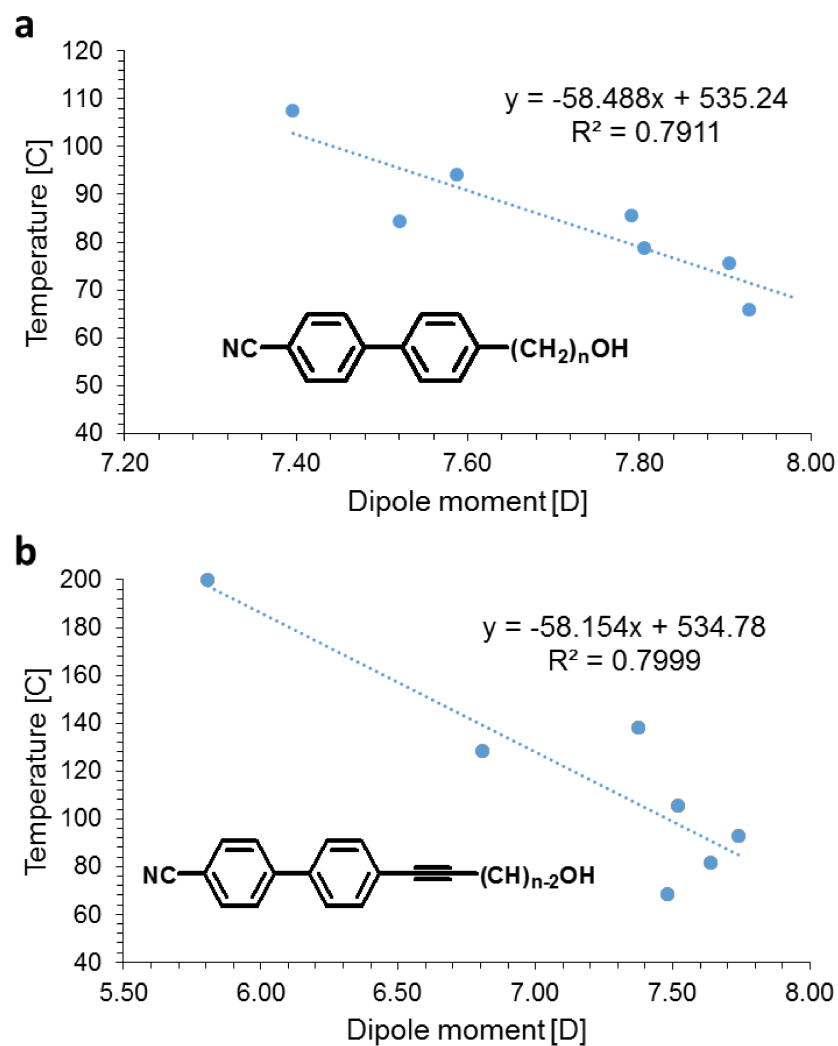 a
120
110
100
90
80
70
60
50
40
Temperature [C]
y = -58.488x + 535.24
R² = 0.7911
NC
(CH₂)ₙOH
7.20 7.40 7.60 7.80 8.00
Dipole moment [D]
b
200
180
160
140
120
100
80
60
40
Temperature [C]
y = -58.154x + 534.78
R² = 0.7999
NC
(CH)ₙ₋₂OH
5.50 6.00 6.50 7.00 7.50 8.00
Dipole moment [D]